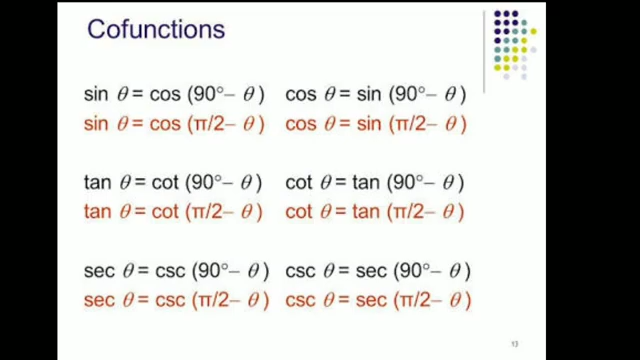 Cofunctions
sin θ = cos (90°− θ )    cos θ = sin (90°− θ )
sin θ = cos (π/2− θ )    cos θ = sin (π/2− θ )
tan θ = cot (90°− θ )    cot θ = tan (90°− θ )
tan θ = cot (π/2− θ )    cot θ = tan (π/2− θ )
sec θ = csc (90°− θ )    csc θ = sec (90°− θ )
sec θ = csc (π/2− θ )    csc θ = sec (π/2− θ )
13